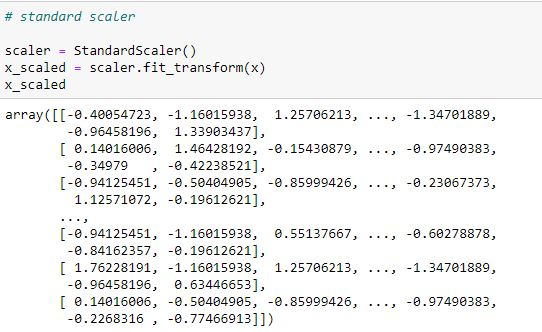 # standard scaler
scaler = StandardScaler()
x_scaled = scaler.fit_transform(x)
x_scaled
array([[-0.40054723, -1.16015938,  1.25706213, ..., -1.34701889,
        -0.96458196,  1.33903437],
       [ 0.14016006,  1.46428192, -0.15430879, ..., -0.97490383,
        -0.34979   , -0.42238521],
       [-0.94125451, -0.50404905, -0.85999426, ..., -0.23067373,
         1.12571072, -0.19612621],
       ...,
       [-0.94125451, -1.16015938,  0.55137667, ..., -0.60278878,
        -0.84162357, -0.19612621],
       [ 1.76228191, -1.16015938,  1.25706213, ..., -1.34701889,
        -0.96458196,  0.63446653],
       [ 0.14016006, -0.50404905, -0.85999426, ..., -0.97490383,
        -0.2268316 , -0.77466913]])